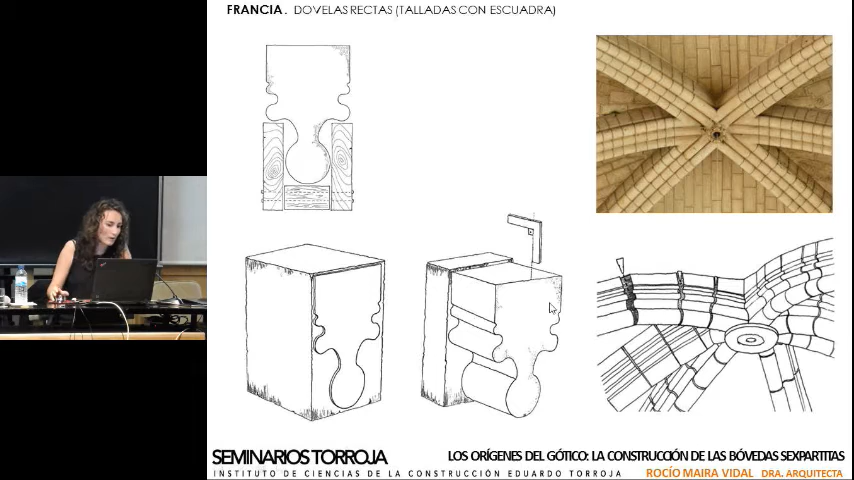 FRANCIA. DOVELAS RECTAS (TALLADAS CON ESCUADRA)
SEMINARIOS TORROJA
INSTITUTO DE CIENCIAS DE LA CONSTRUCCIÓN EDUARDO TORROJA
LOS ORÍGENES DEL GÓTICO: LA CONSTRUCCIÓN DE LAS BÓVEDAS SEXPARTITAS
ROCÍO MAIRA VIDAL DRA. ARQUITECTA